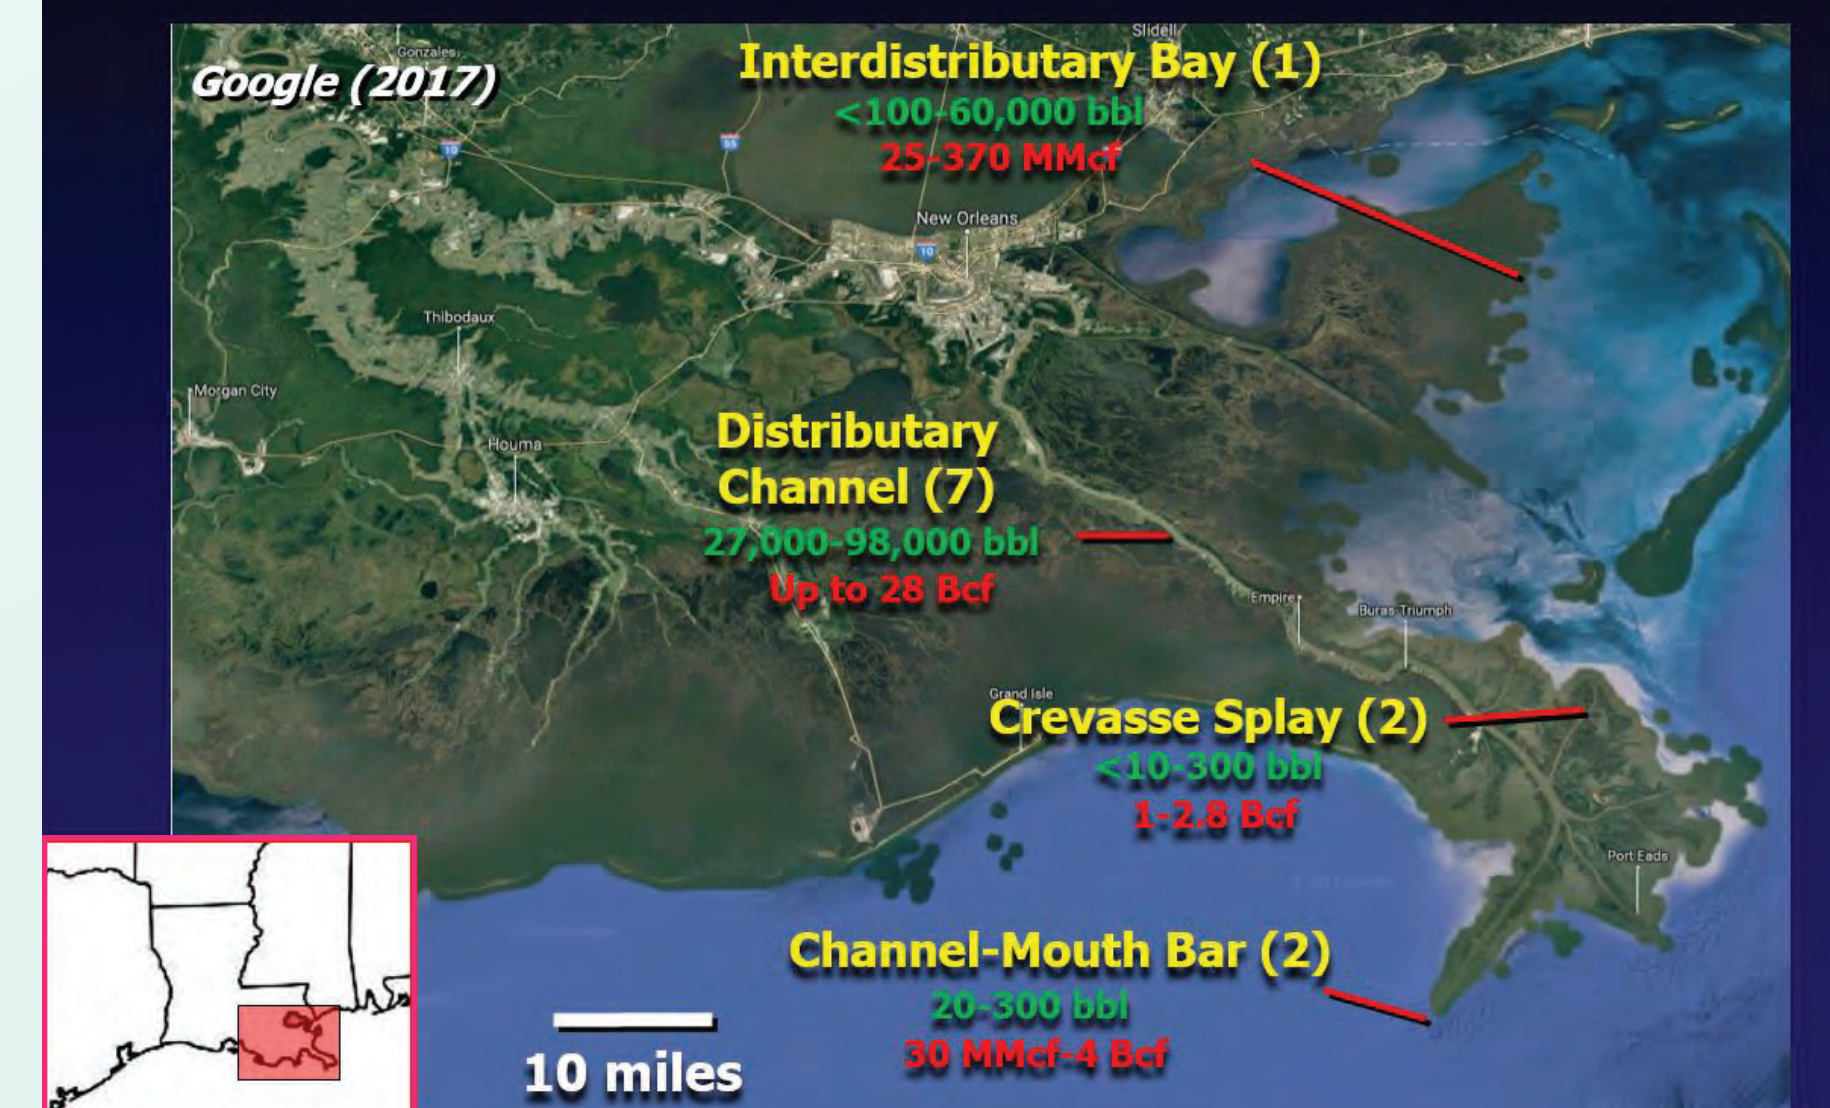 Gonzales
Slidell
Google (2017)
Interdistributary Bay (1)
<100-60,000 bbl
25-370 MMcf
10
55
New Orleans
10
Thibodaux
Morgan City
Houma
Distributary
Channel (7)
27,000-98,000 bbl
Up to 28 Bcf
Empire
Buras-Triumph
Grand Isle
Crevasse Splay (2)
<10-300 bbl
1-2.8 Bcf
Port Eads
Channel-Mouth Bar (2)
20-300 bbl
30 MMcf-4 Bcf
10 miles